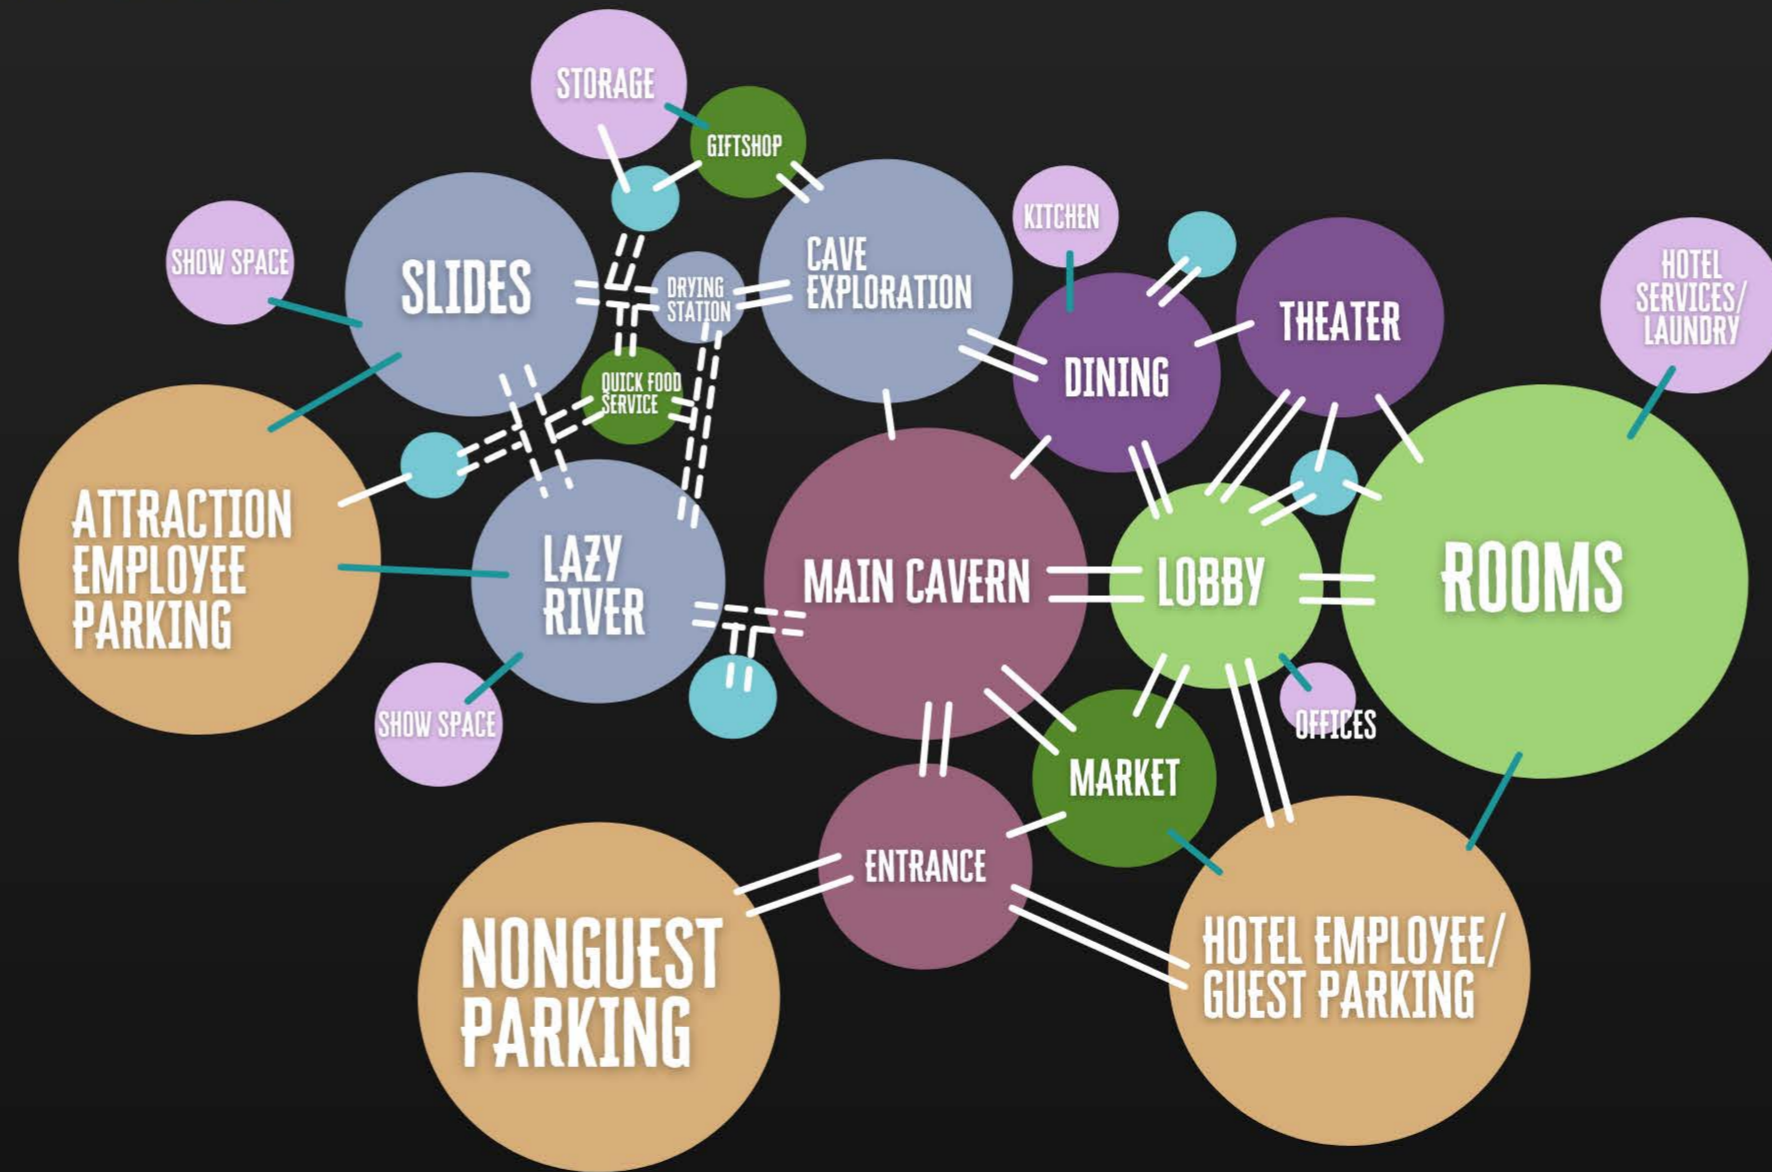 STORAGE
GIFTSHOP
KITCHEN
SHOW SPACE
SLIDES
DRYING
STATION
CAVE
EXPLORATION
THEATER
HOTEL
SERVICES/
LAUNDRY
DINING
QUICK FOOD
SERVICE
ATTRACTION
EMPLOYEE
PARKING
LAZY
RIVER
MAIN CAVERN
LOBBY
ROOMS
SHOW SPACE
OFFICES
MARKET
ENTRANCE
NONGUEST
PARKING
HOTEL EMPLOYEE/
GUEST PARKING